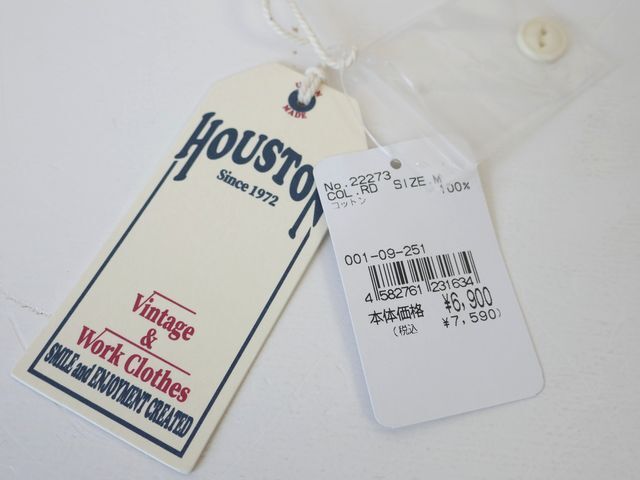 MADE
HOUSTON
Since 1972
Vintage
&
Work Clothes
SMILE and ENJOYMENT CREATED
No.22273
COL.RD SIZE M
コットン 100%
001-09-251
4 582761 231634
本体価格 ¥6,900
(税込 ¥7,590)